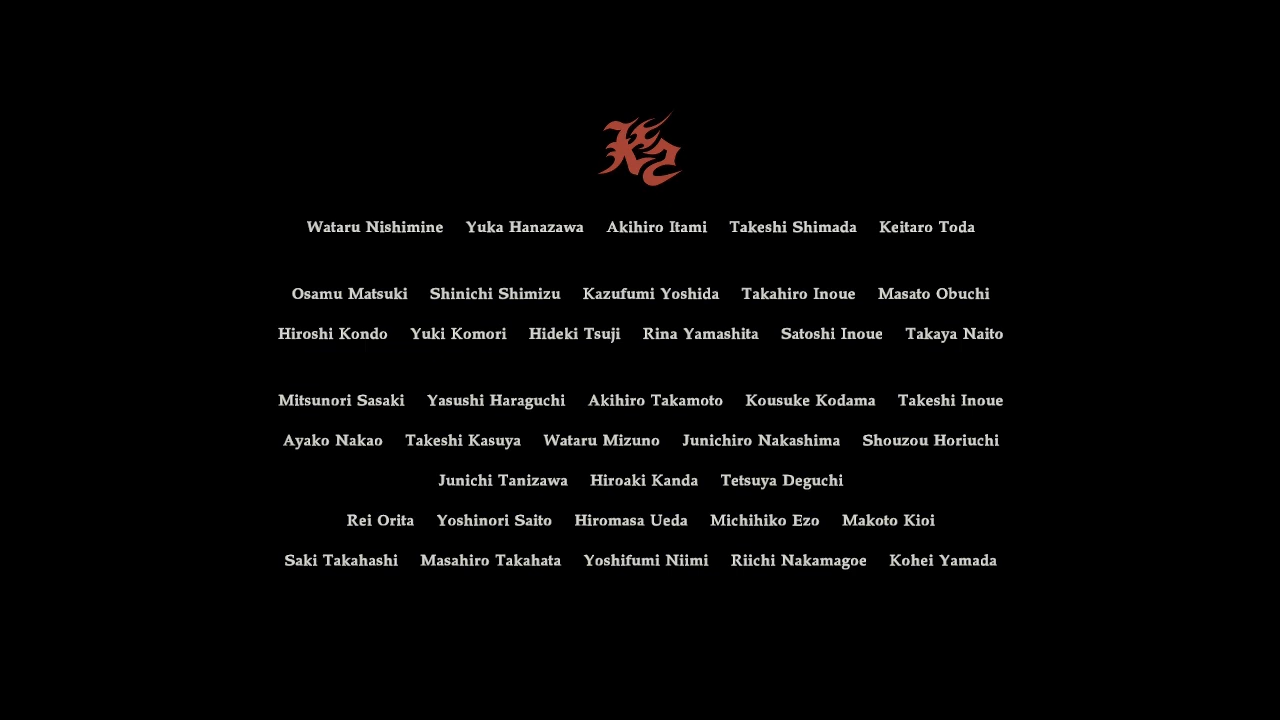 K2
Wataru Nishimine Yuka Hanazawa Akihiro Itami Takeshi Shimada Keitaro Toda
Osamu Matsuki Shinichi Shimizu Kazufumi Yoshida Takahiro Inoue Masato Obuchi
Hiroshi Kondo Yuki Komori Hideki Tsuji Rina Yamashita Satoshi Inoue Takaya Naito
Mitsunori Sasaki Yasushi Haraguchi Akihiro Takamoto Kousuke Kodama Takeshi Inoue
Ayako Nakao Takeshi Kasuya Wataru Mizuno Junichiro Nakashima Shouzou Horiuchi
Junichi Tanizawa Hiroaki Kanda Tetsuya Deguchi
Rei Orita Yoshinori Saito Hiromasa Ueda Michihiko Ezo Makoto Kioi
Saki Takahashi Masahiro Takahata Yoshifumi Niimi Riichi Nakamagoe Kohei Yamada